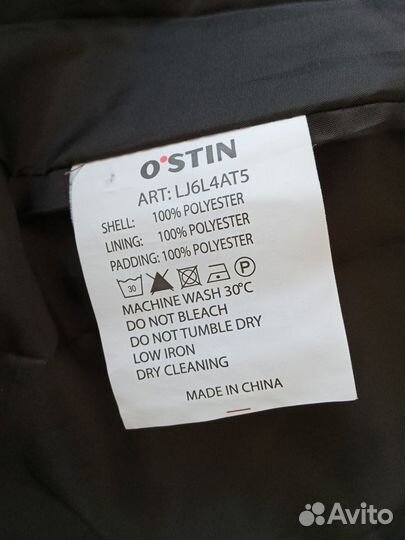 O'STIN
ART: LJ6L4AT5
SHELL: 100% POLYESTER
LINING: 100% POLYESTER
PADDING: 100% POLYESTER
30 P
MACHINE WASH 30°C
DO NOT BLEACH
DO NOT TUMBLE DRY
LOW IRON
DRY CLEANING
MADE IN CHINA
Avito